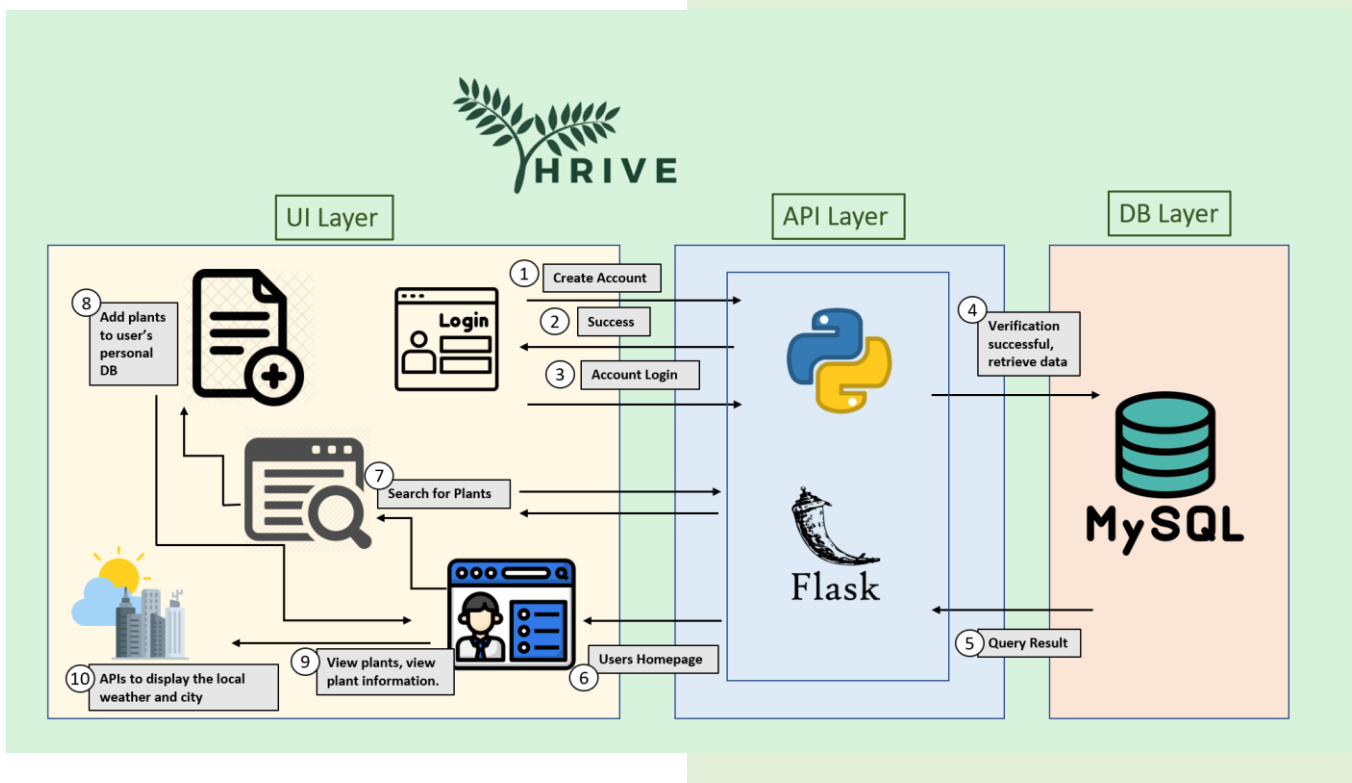 HRIVE
UI Layer
API Layer
DB Layer
1
Create Account
2
Success
3
Account Login
Login
4
Verification
successful,
retrieve data
8
Add plants
to user's
personal
DB
7
Search for Plants
Flask
MySQL
5
Query Result
6
Users Homepage
9
View plants, view
plant information.
10
APIs to display the local
weather and city